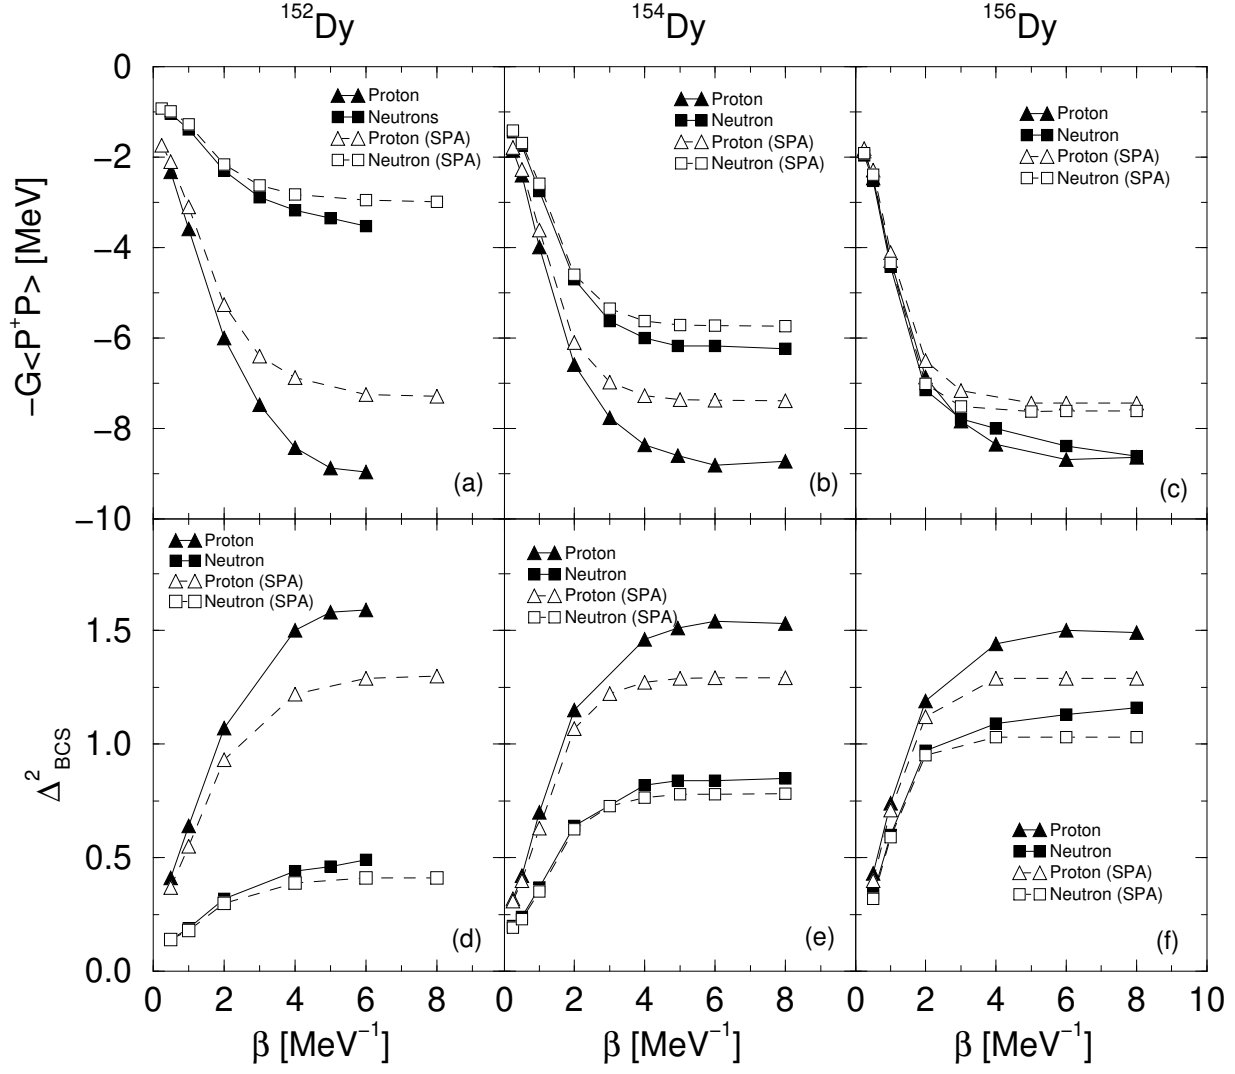 ¹⁵²Dy ¹⁵⁴Dy ¹⁵⁶Dy
−G<P⁺P> [MeV]
0
−2
−4
−6
−8
−10
Proton
Neutrons
Proton (SPA)
Neutron (SPA)
(a)
Proton
Neutron
Proton (SPA)
Neutron (SPA)
(b)
Proton
Neutron
Proton (SPA)
Neutron (SPA)
(c)
Δ²BCS
1.5
1.0
0.5
0.0
Proton
Neutron
Proton (SPA)
Neutron (SPA)
(d)
Proton
Neutron
Proton (SPA)
Neutron (SPA)
(e)
Proton
Neutron
Proton (SPA)
Neutron (SPA)
(f)
0 2 4 6 8 0 2 4 6 8 0 2 4 6 8 10
β [MeV⁻¹] β [MeV⁻¹] β [MeV⁻¹]